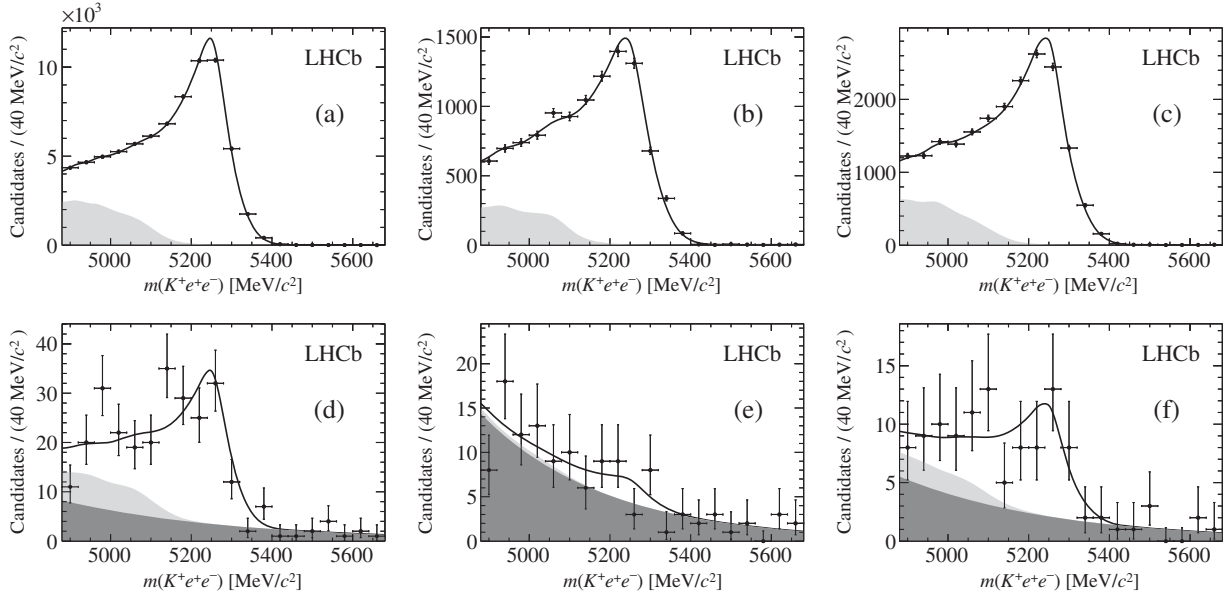 ×10³
Candidates / (40 MeV/c²)
10
5
0
LHCb
(a)
5000 5200 5400 5600
m(K⁺e⁺e⁻) [MeV/c²]
Candidates / (40 MeV/c²)
1500
1000
500
0
LHCb
(b)
5000 5200 5400 5600
m(K⁺e⁺e⁻) [MeV/c²]
Candidates / (40 MeV/c²)
2000
1000
0
LHCb
(c)
5000 5200 5400 5600
m(K⁺e⁺e⁻) [MeV/c²]
Candidates / (40 MeV/c²)
40
30
20
10
0
LHCb
(d)
5000 5200 5400 5600
m(K⁺e⁺e⁻) [MeV/c²]
Candidates / (40 MeV/c²)
20
15
10
5
0
LHCb
(e)
5000 5200 5400 5600
m(K⁺e⁺e⁻) [MeV/c²]
Candidates / (40 MeV/c²)
15
10
5
0
LHCb
(f)
5000 5200 5400 5600
m(K⁺e⁺e⁻) [MeV/c²]